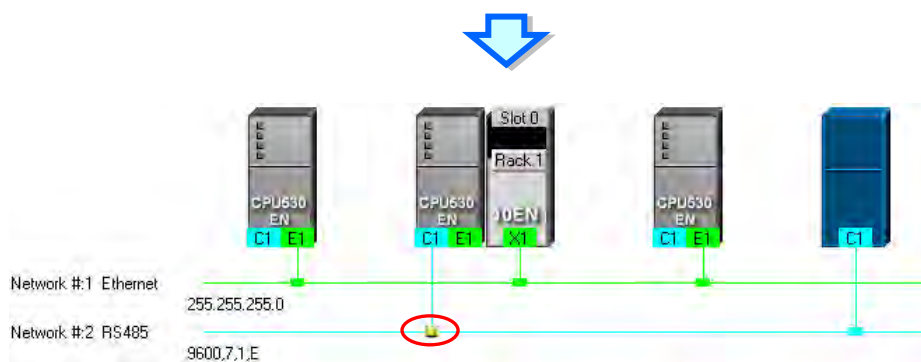 Slot 0
Rack 1
CPU530
EN
CPU530
EN
10EN
CPU530
EN
C1 E1
C1 E1
X1
C1 E1
C1
Network #:1 Ethernet
255.255.255.0
Network #:2 RS485
9600,7,1,E